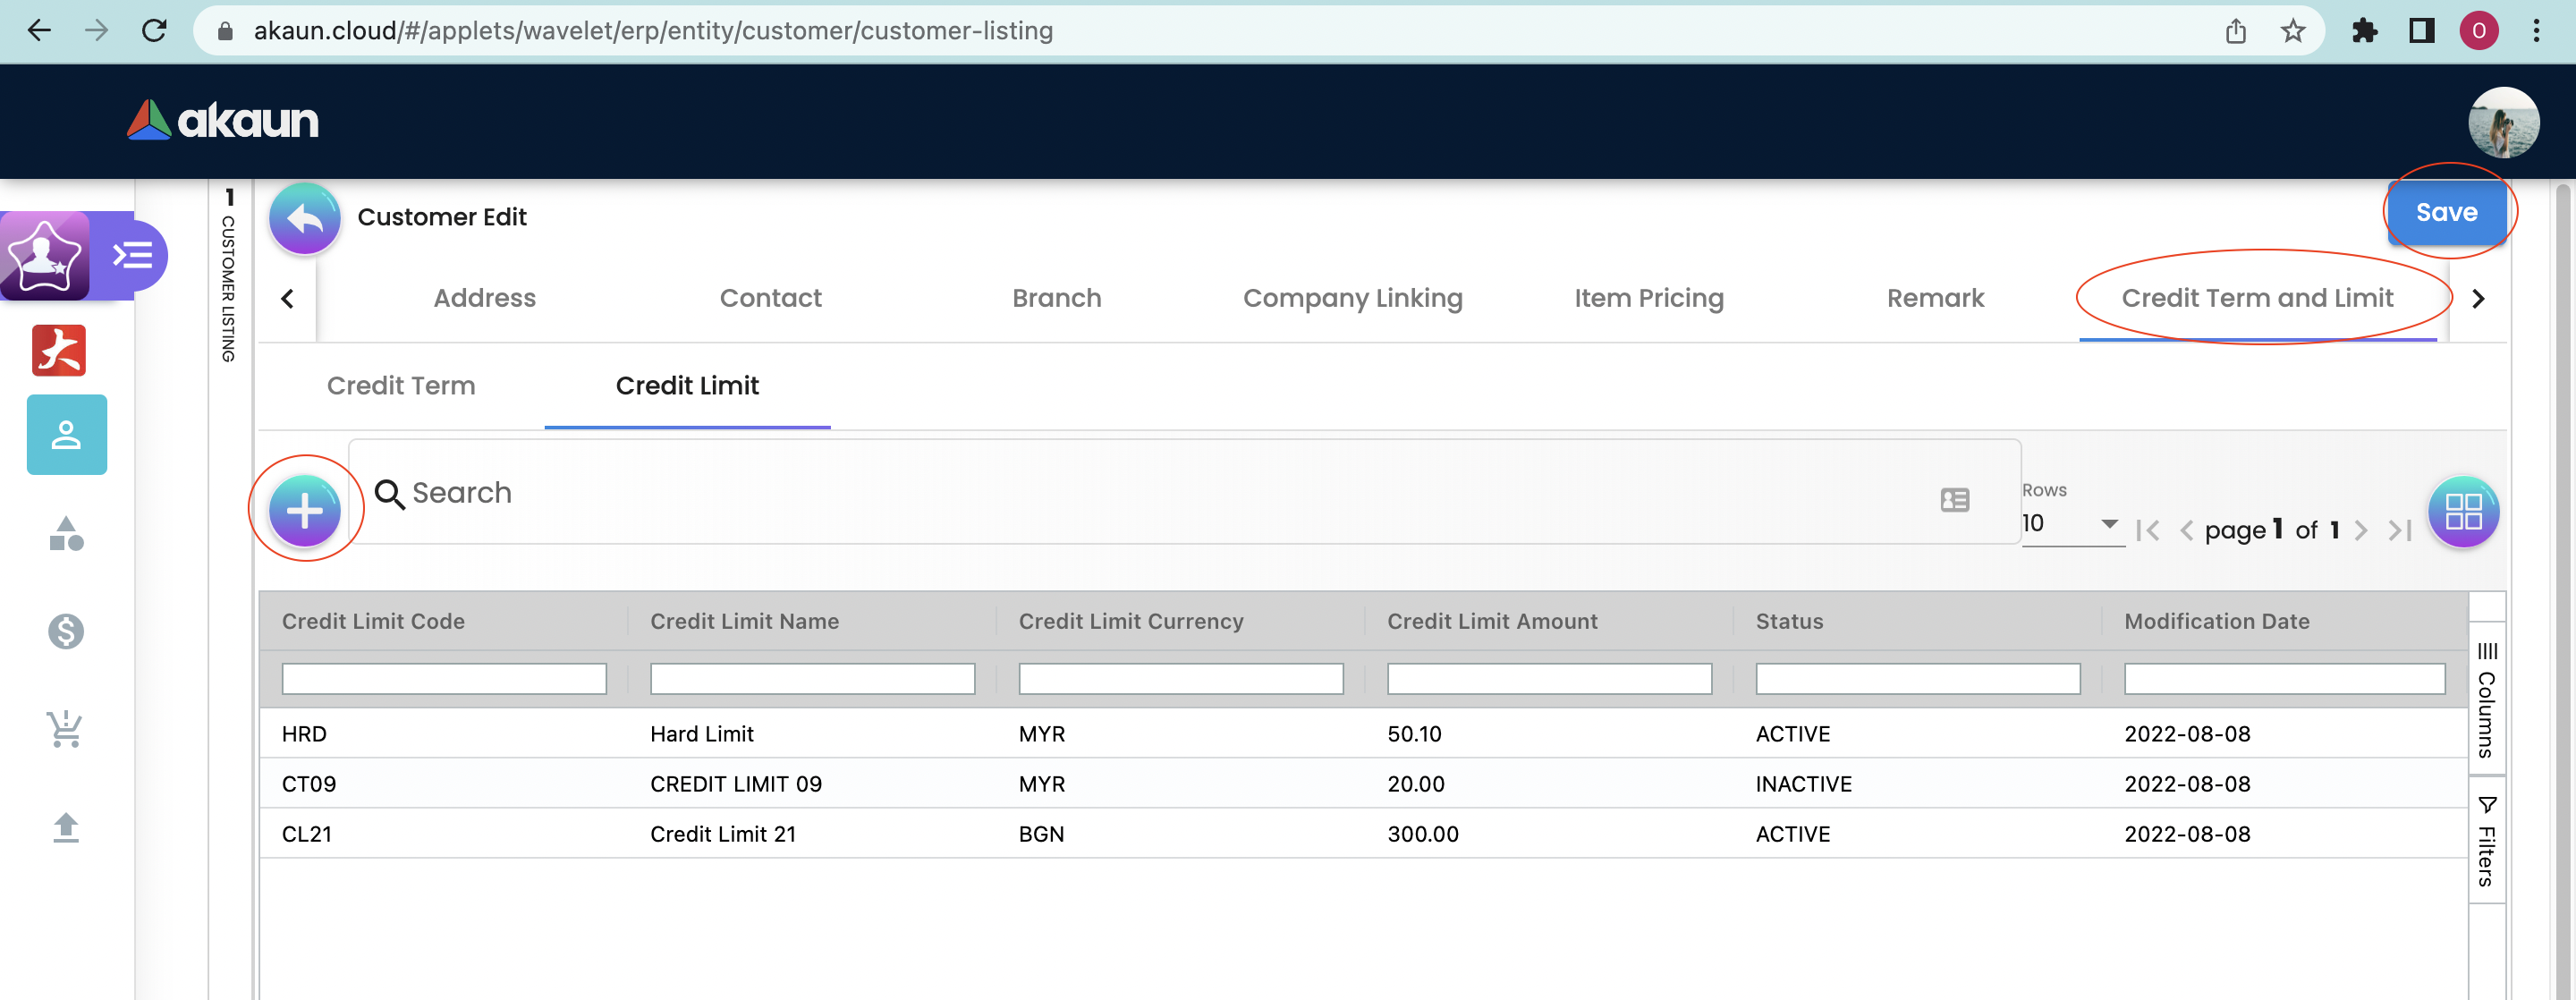 akaun.cloud/#/applets/wavelet/erp/entity/customer/customer-listing
O
akaun
1
CUSTOMER LISTING
Customer Edit
Save
Address Contact Branch Company Linking Item Pricing Remark Credit Term and Limit
Credit Term Credit Limit
Search
Rows
10
page 1 of 1
Credit Limit Code Credit Limit Name Credit Limit Currency Credit Limit Amount Status Modification Date
HRD Hard Limit MYR 50.10 ACTIVE 2022-08-08
CT09 CREDIT LIMIT 09 MYR 20.00 INACTIVE 2022-08-08
CL21 Credit Limit 21 BGN 300.00 ACTIVE 2022-08-08
Columns
Filters